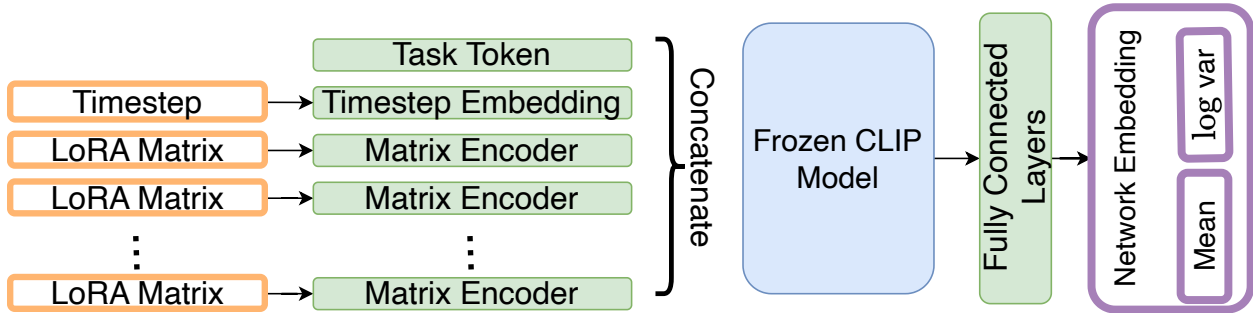 Task Token
Timestep
Timestep Embedding
LoRA Matrix
Matrix Encoder
LoRA Matrix
Matrix Encoder
LoRA Matrix
Matrix Encoder
Concatenate
Frozen CLIP
Model
Fully Connected
Layers
Network Embedding
log var
Mean